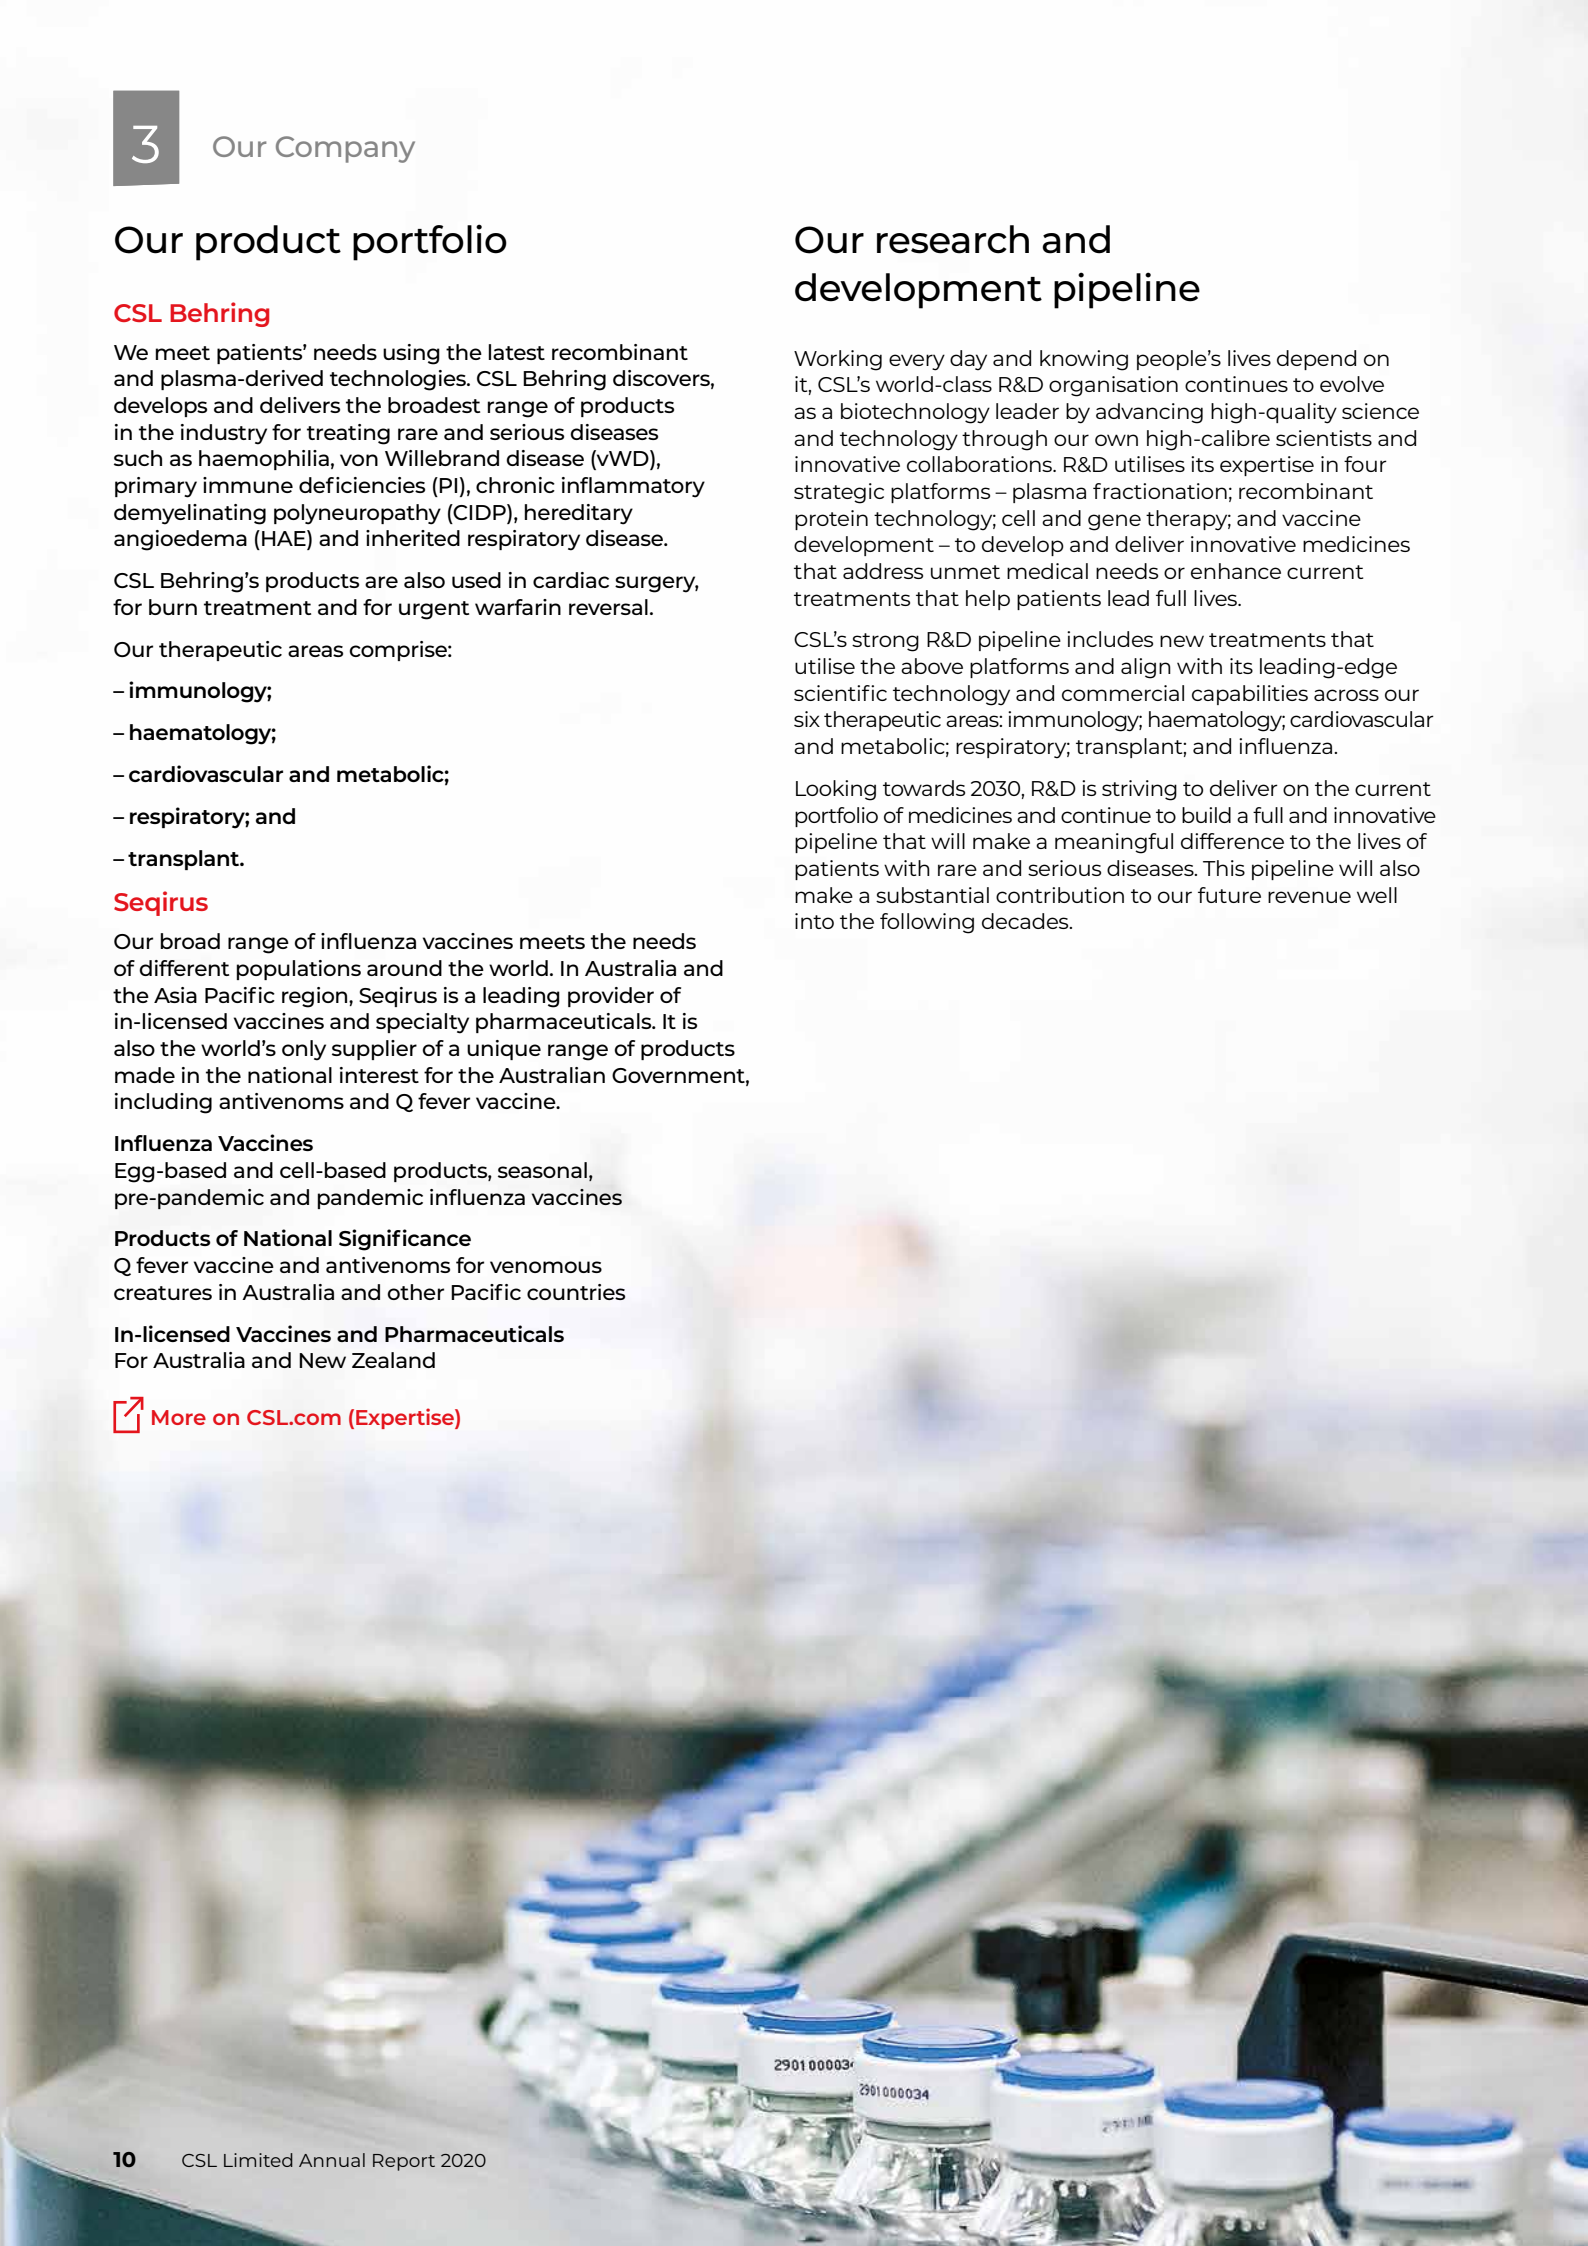 3
Our Company
Our product portfolio
CSL Behring
We meet patients’ needs using the latest recombinant
and plasma-derived technologies. CSL Behring discovers,
develops and delivers the broadest range of products
in the industry for treating rare and serious diseases
such as haemophilia, von Willebrand disease (vWD),
primary immune deficiencies (PI), chronic inflammatory
demyelinating polyneuropathy (CIDP), hereditary
angioedema (HAE) and inherited respiratory disease.
CSL Behring’s products are also used in cardiac surgery,
for burn treatment and for urgent warfarin reversal.
Our therapeutic areas comprise:
– immunology;
– haematology;
– cardiovascular and metabolic;
– respiratory; and
– transplant.
Seqirus
Our broad range of influenza vaccines meets the needs
of different populations around the world. In Australia and
the Asia Pacific region, Seqirus is a leading provider of
in-licensed vaccines and specialty pharmaceuticals. It is
also the world’s only supplier of a unique range of products
made in the national interest for the Australian Government,
including antivenoms and Q fever vaccine.
Influenza Vaccines
Egg-based and cell-based products, seasonal,
pre-pandemic and pandemic influenza vaccines
Products of National Significance
Q fever vaccine and antivenoms for venomous
creatures in Australia and other Pacific countries
In-licensed Vaccines and Pharmaceuticals
For Australia and New Zealand
More on CSL.com (Expertise)
Our research and
development pipeline
Working every day and knowing people’s lives depend on
it, CSL’s world-class R&D organisation continues to evolve
as a biotechnology leader by advancing high-quality science
and technology through our own high-calibre scientists and
innovative collaborations. R&D utilises its expertise in four
strategic platforms – plasma fractionation; recombinant
protein technology; cell and gene therapy; and vaccine
development – to develop and deliver innovative medicines
that address unmet medical needs or enhance current
treatments that help patients lead full lives.
CSL’s strong R&D pipeline includes new treatments that
utilise the above platforms and align with its leading-edge
scientific technology and commercial capabilities across our
six therapeutic areas: immunology; haematology; cardiovascular
and metabolic; respiratory; transplant; and influenza.
Looking towards 2030, R&D is striving to deliver on the current
portfolio of medicines and continue to build a full and innovative
pipeline that will make a meaningful difference to the lives of
patients with rare and serious diseases. This pipeline will also
make a substantial contribution to our future revenue well
into the following decades.
290100003
2901000034
10 CSL Limited Annual Report 2020